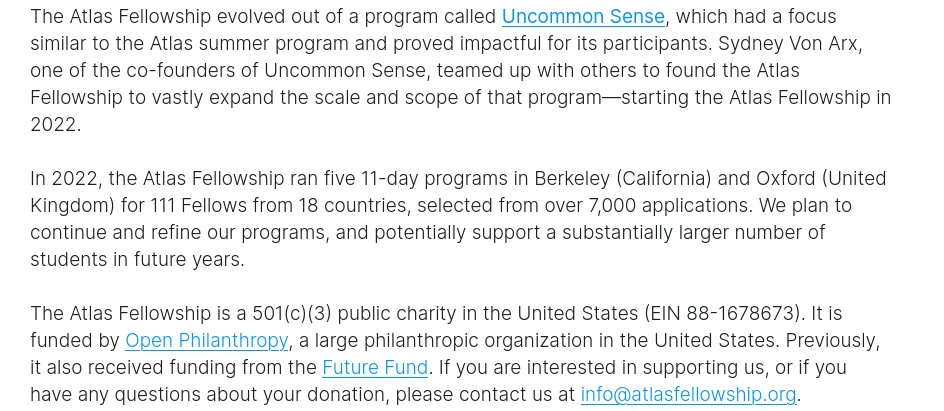 The Atlas Fellowship evolved out of a program called Uncommon Sense, which had a focus
similar to the Atlas summer program and proved impactful for its participants. Sydney Von Arx,
one of the co-founders of Uncommon Sense, teamed up with others to found the Atlas
Fellowship to vastly expand the scale and scope of that program—starting the Atlas Fellowship in
2022.
In 2022, the Atlas Fellowship ran five 11-day programs in Berkeley (California) and Oxford (United
Kingdom) for 111 Fellows from 18 countries, selected from over 7,000 applications. We plan to
continue and refine our programs, and potentially support a substantially larger number of
students in future years.
The Atlas Fellowship is a 501(c)(3) public charity in the United States (EIN 88-1678673). It is
funded by Open Philanthropy, a large philanthropic organization in the United States. Previously,
it also received funding from the Future Fund. If you are interested in supporting us, or if you
have any questions about your donation, please contact us at info@atlasfellowship.org.